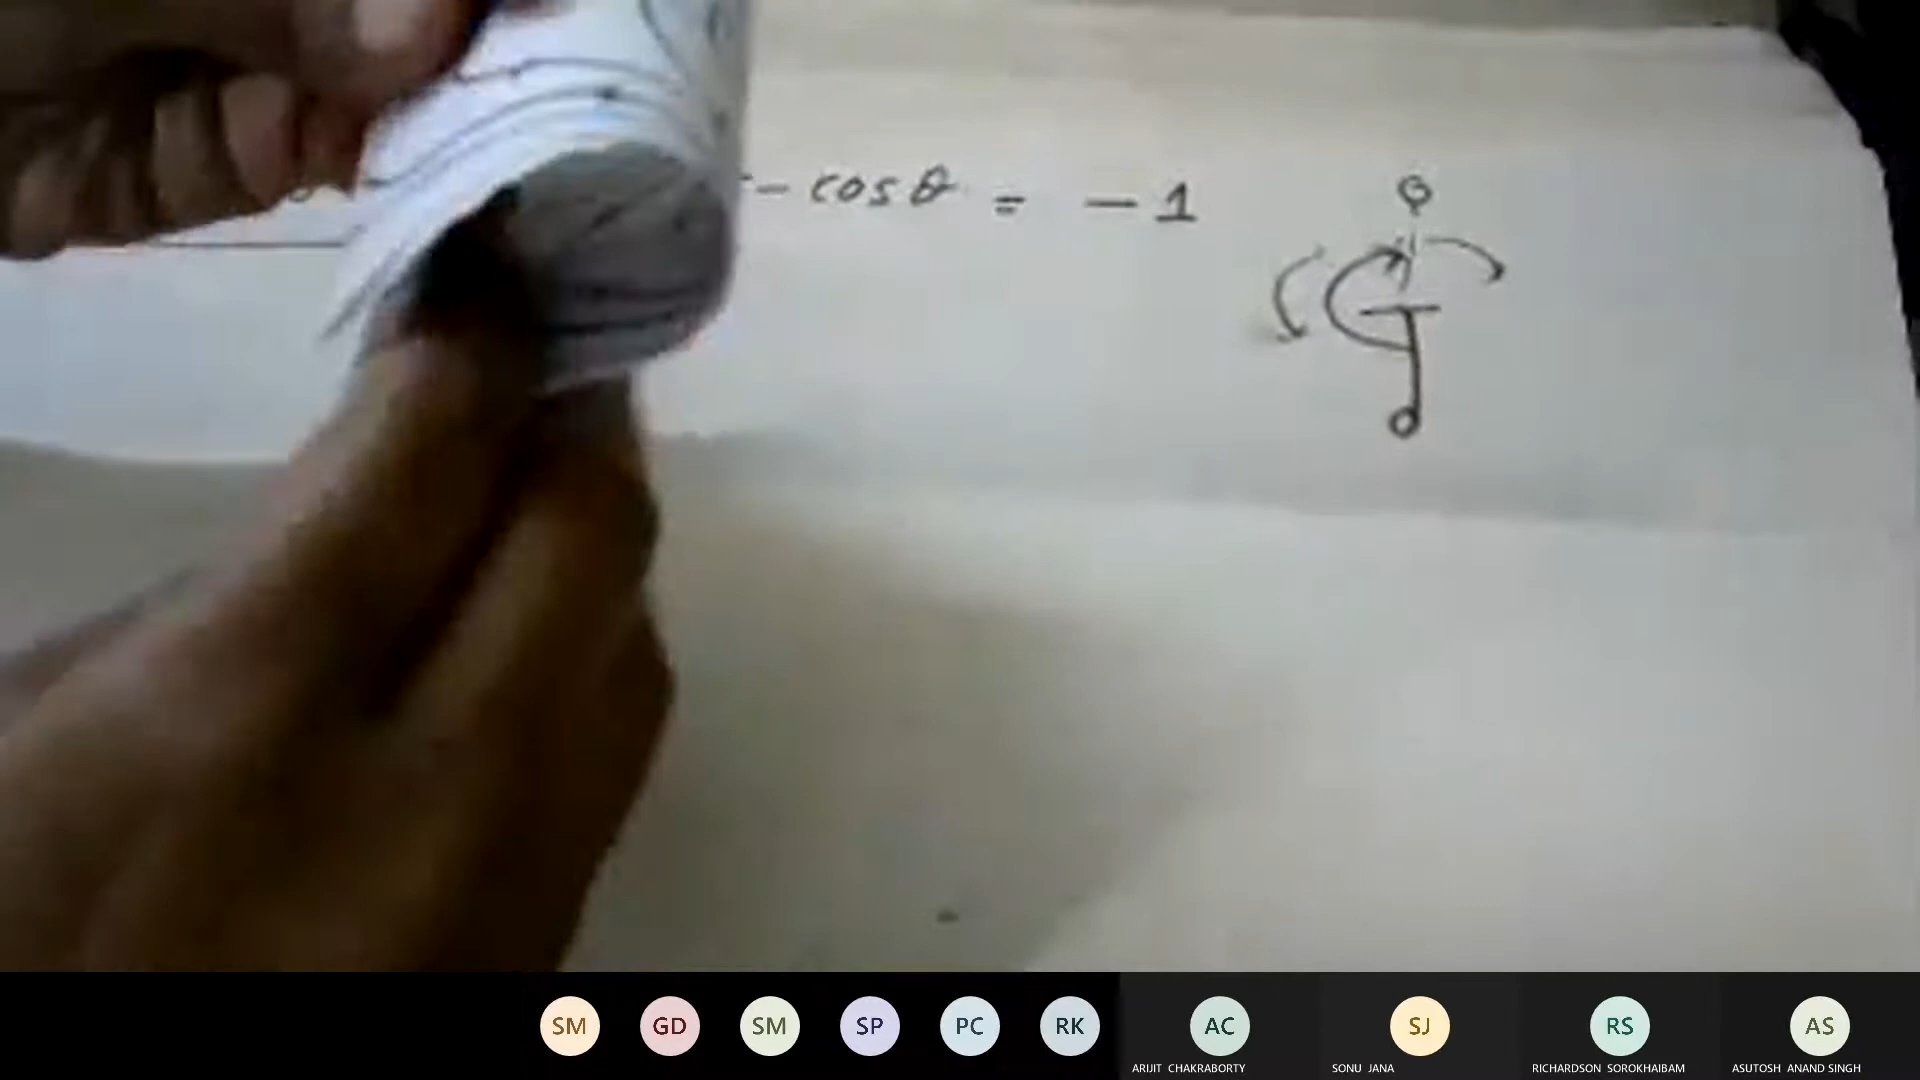 - cos θ = - 1
SM GD SM SP PC RK AC SJ RS AS
ARIJIT CHAKRABORTY SONU JANA RICHARDSON SOROKHAIBAM ASUTOSH ANAND SINGH